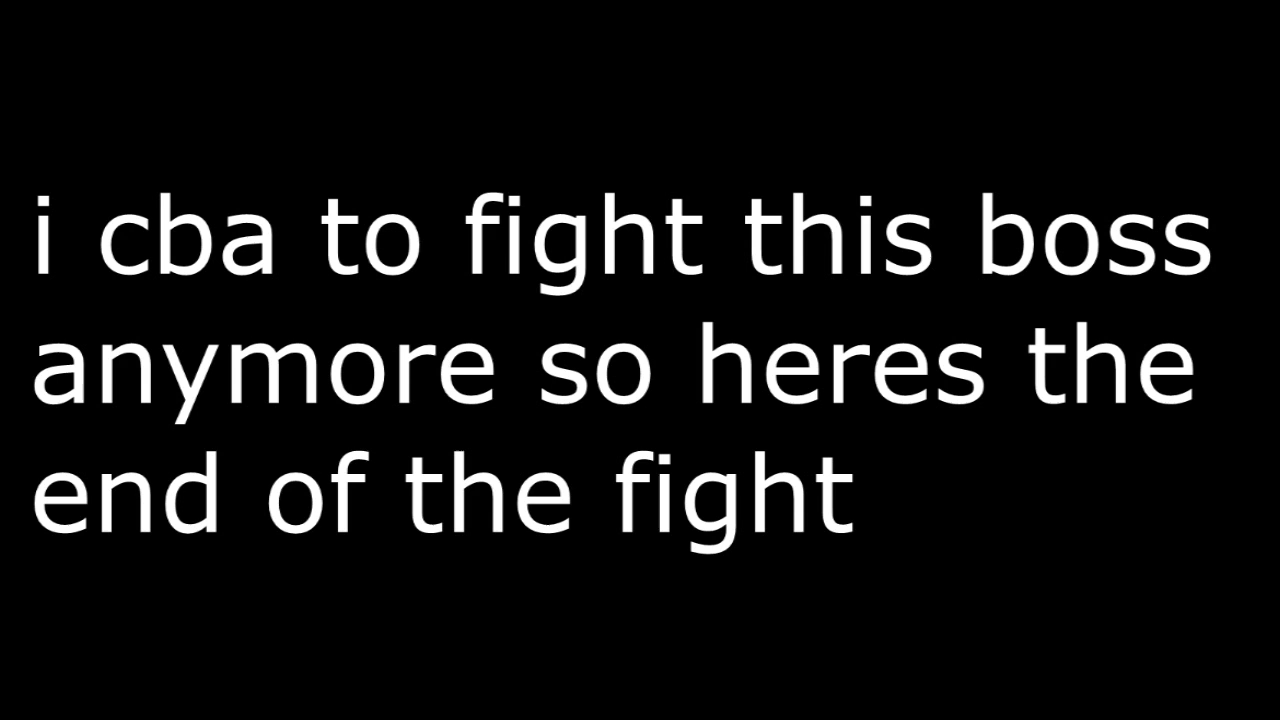 i cba to fight this boss
anymore so heres the
end of the fight